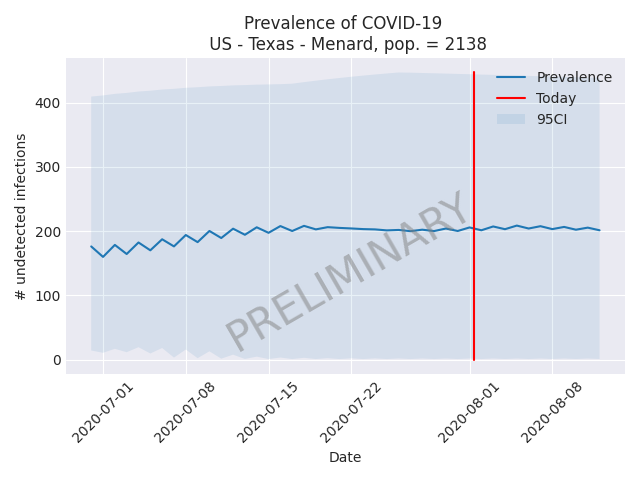 Prevalence of COVID-19
US - Texas - Menard, pop. = 2138
# undetected infections
400
300
200
100
0
Prevalence
Today
95CI
PRELIMINARY
2020-07-01
2020-07-08
2020-07-15
2020-07-22
2020-08-01
2020-08-08
Date